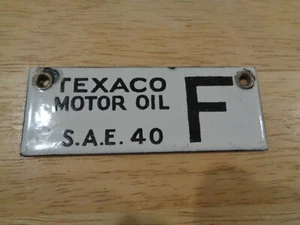 TEXACO
MOTOR OIL
S.A.E. 40
F